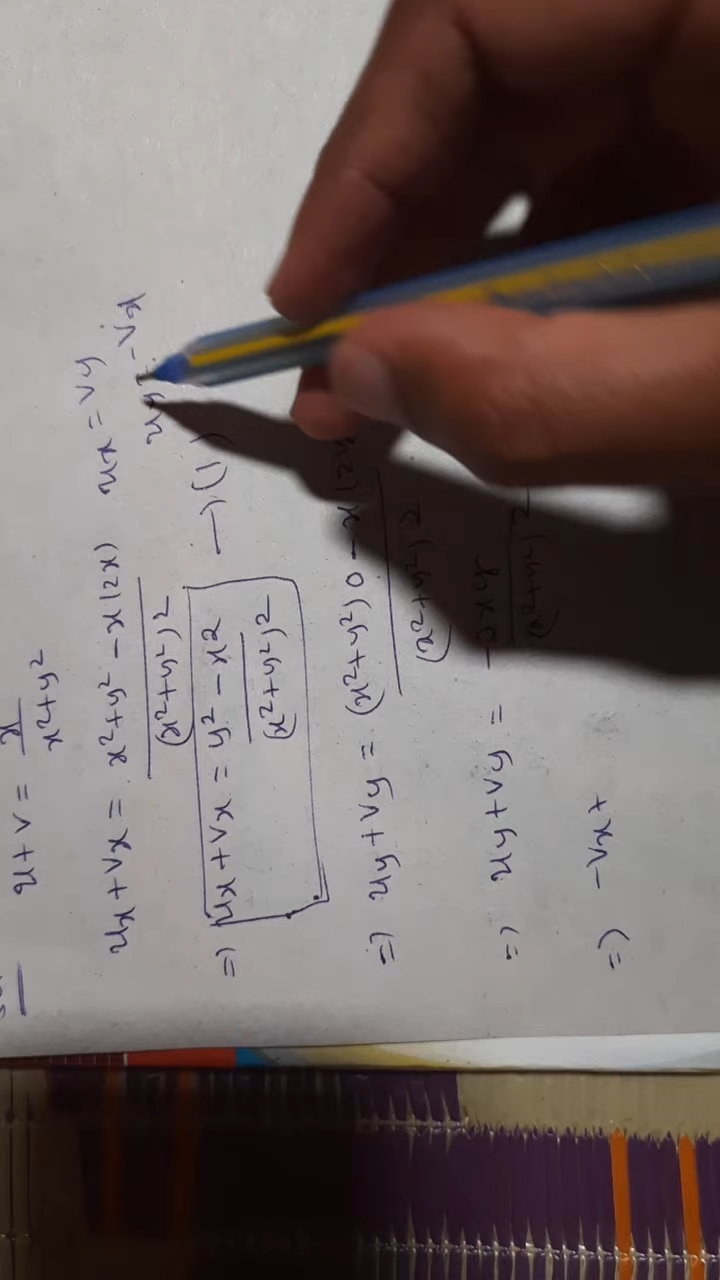 u+v = x/(x²+y²)
ux+vx = x²+y²-x(2x)/(x²+y²)² ux = vy
uy = -vx
=> ux+vx = y²-x²/(x²+y²)² →(1)
=> uy+vy = (x²+y²)0-x(2y/(x²+y²)²
=> uy+vy = -2xy/(x²+y²)²
=> -vx+